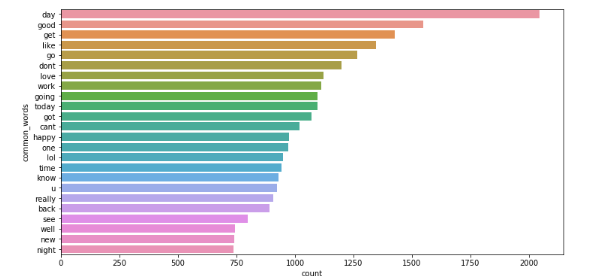 day
good
get
like
go
dont
love
work
going
today
got
cant
happy
one
lol
time
know
u
really
back
see
well
new
night
common_words
0 250 500 750 1000 1250 1500 1750 2000
count